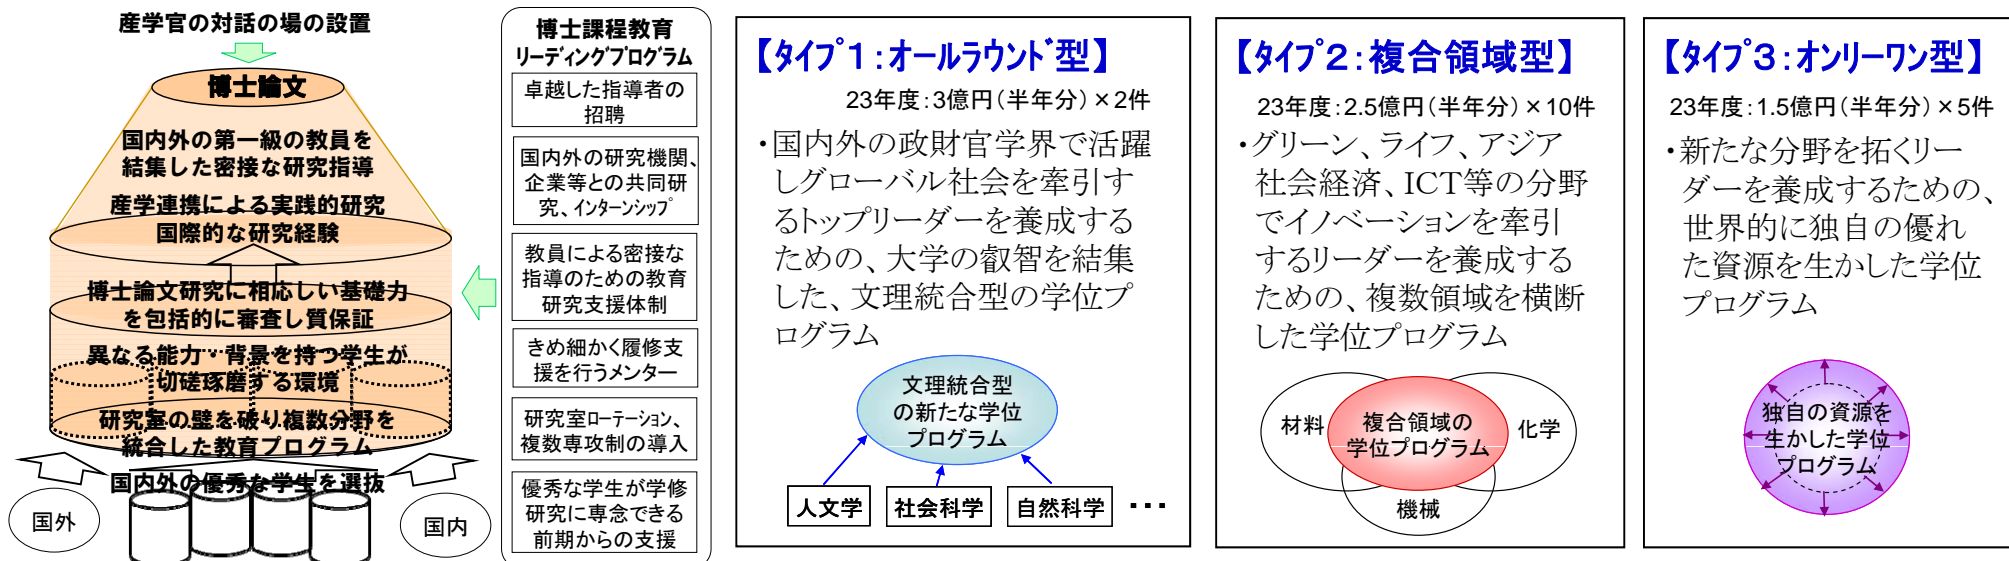 産学官の対話の場の設置
博士論文
国内外の第一級の教員を
結集した密接な研究指導
産学連携による実践的研究
国際的な研究経験
博士論文研究に相応しい基礎力
を包括的に審査し質保証
異なる能力・背景を持つ学生が
切磋琢磨する環境
研究室の壁を破り複数分野を
統合した教育プログラム
国内外の優秀な学生を選抜
国外
国内
博士課程教育
リーディングプログラム
卓越した指導者の
招聘
国内外の研究機関、
企業等との共同研
究、インターンシップ
教員による密接な
指導のための教育
研究支援体制
きめ細かく履修支
援を行うメンター
研究室ローテーション、
複数専攻制の導入
優秀な学生が学修
研究に専念できる
前期からの支援
【タイプ1：オールラウンド型】
23年度：3億円（半年分）×2件
・国内外の政財官学界で活躍
しグローバル社会を牽引す
るトップリーダーを養成する
ための、大学の叡智を結集
した、文理統合型の学位プ
ログラム
文理統合型
の新たな学位
プログラム
人文学
社会科学
自然科学
・・・
【タイプ2：複合領域型】
23年度：2.5億円（半年分）×10件
・グリーン、ライフ、アジア
社会経済、ICT等の分野
でイノベーションを牽引
するリーダーを養成する
ための、複数領域を横断
した学位プログラム
材料
複合領域の
学位プログラム
化学
機械
【タイプ3：オンリーワン型】
23年度：1.5億円（半年分）×5件
・新たな分野を拓くリー
ダーを養成するための、
世界的に独自の優れ
た資源を生かした学位
プログラム
独自の資源を
生かした学位
プログラム